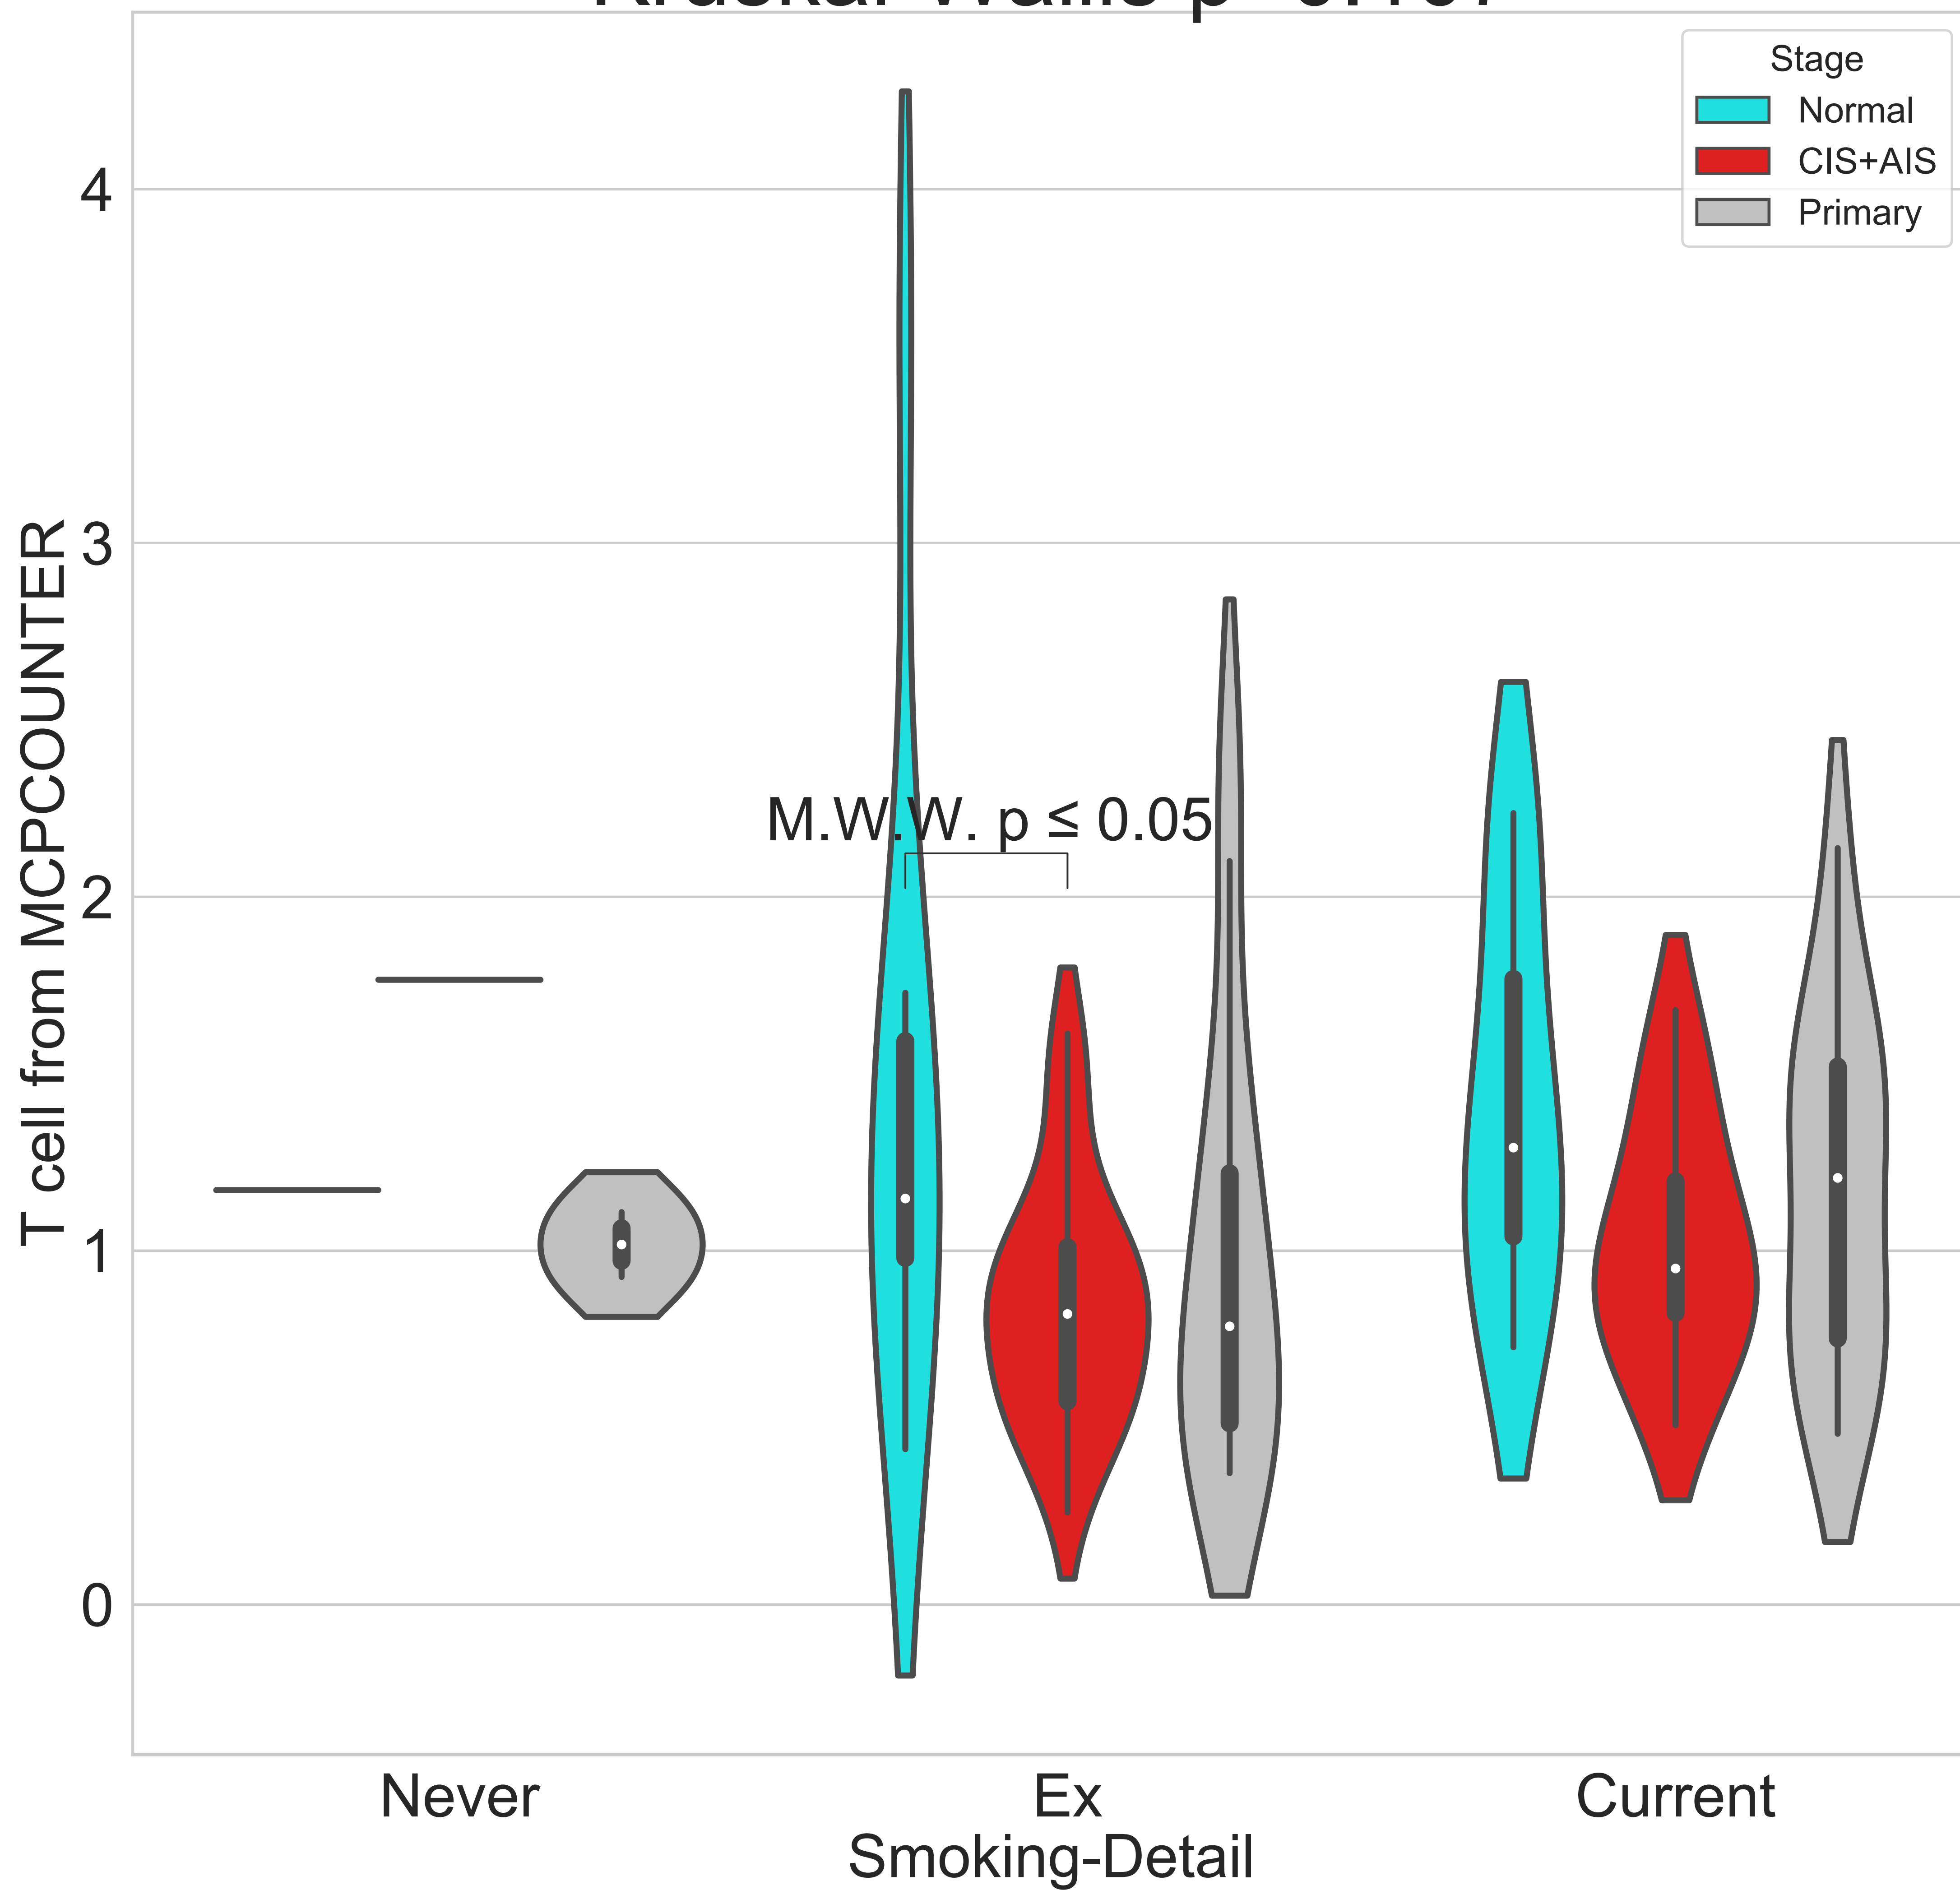 Stage
Normal
CIS+AIS
Primary
T cell from MCPCOUNTER
4
3
2
1
0
M.W.W. p ≤ 0.05
Never
Ex
Current
Smoking-Detail